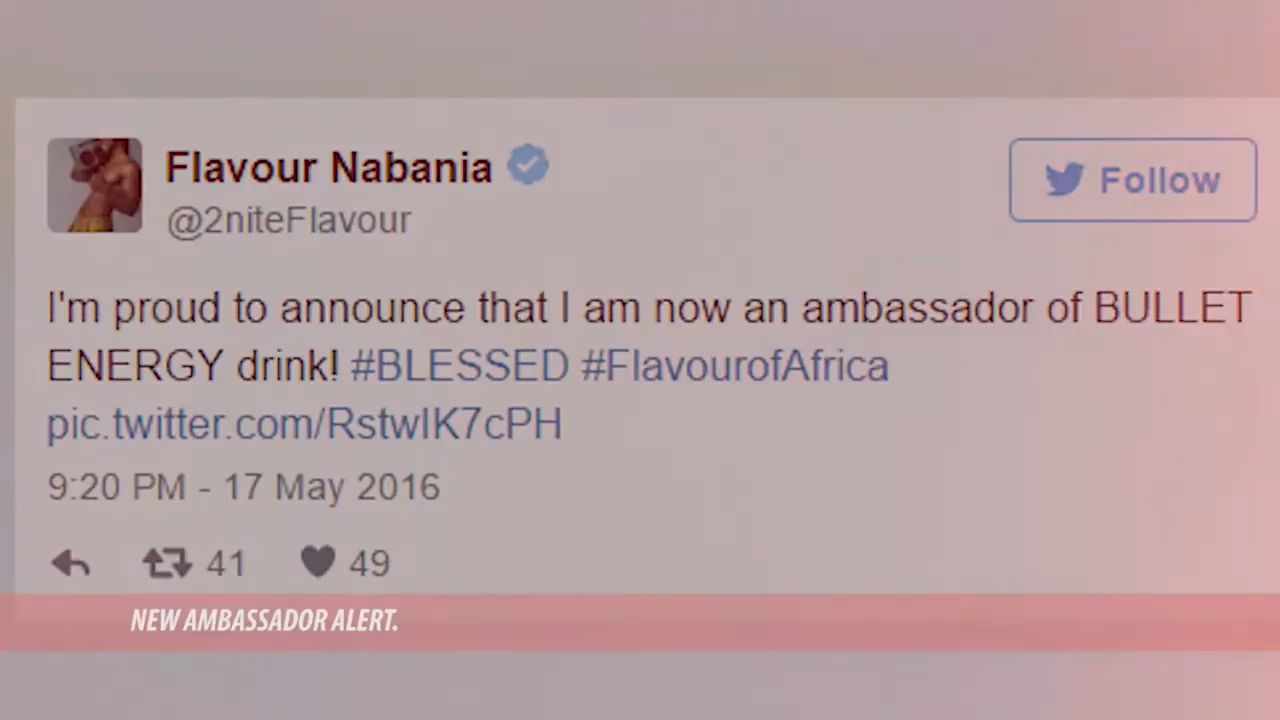 Flavour Nabania
@2niteFlavour
Follow
I'm proud to announce that I am now an ambassador of BULLET
ENERGY drink! #BLESSED #FlavourofAfrica
pic.twitter.com/RstwIK7cPH
9:20 PM - 17 May 2016
41 49
NEW AMBASSADOR ALERT.